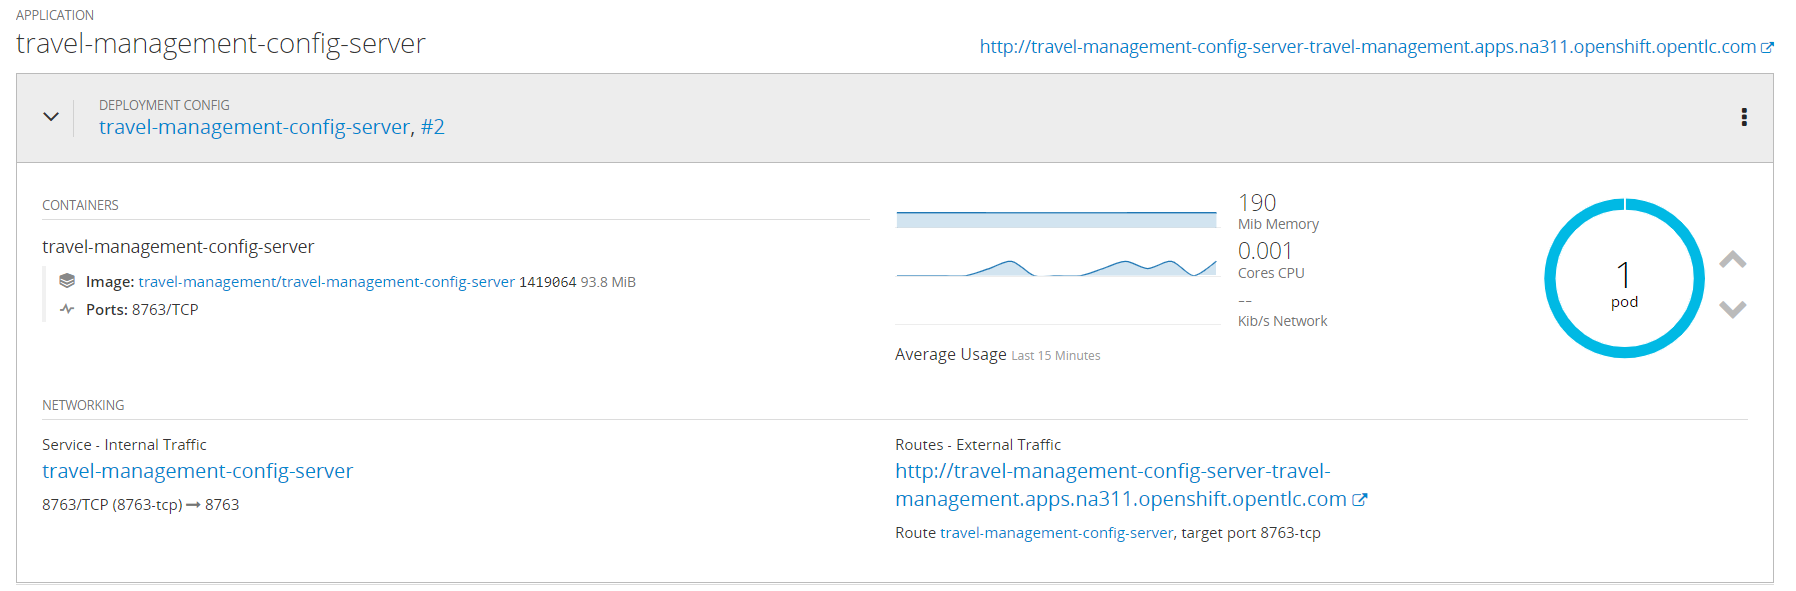 APPLICATION
travel-management-config-server
http://travel-management-config-server-travel-management.apps.na311.openshift.opentlc.com
DEPLOYMENT CONFIG
travel-management-config-server, #2
CONTAINERS
travel-management-config-server
Image: travel-management/travel-management-config-server 1419064 93.8 MiB
Ports: 8763/TCP
190
Mib Memory
0.001
Cores CPU
--
Kib/s Network
Average Usage Last 15 Minutes
1
pod
NETWORKING
Service - Internal Traffic
travel-management-config-server
8763/TCP (8763-tcp) → 8763
Routes - External Traffic
http://travel-management-config-server-travel-
management.apps.na311.openshift.opentlc.com
Route travel-management-config-server, target port 8763-tcp